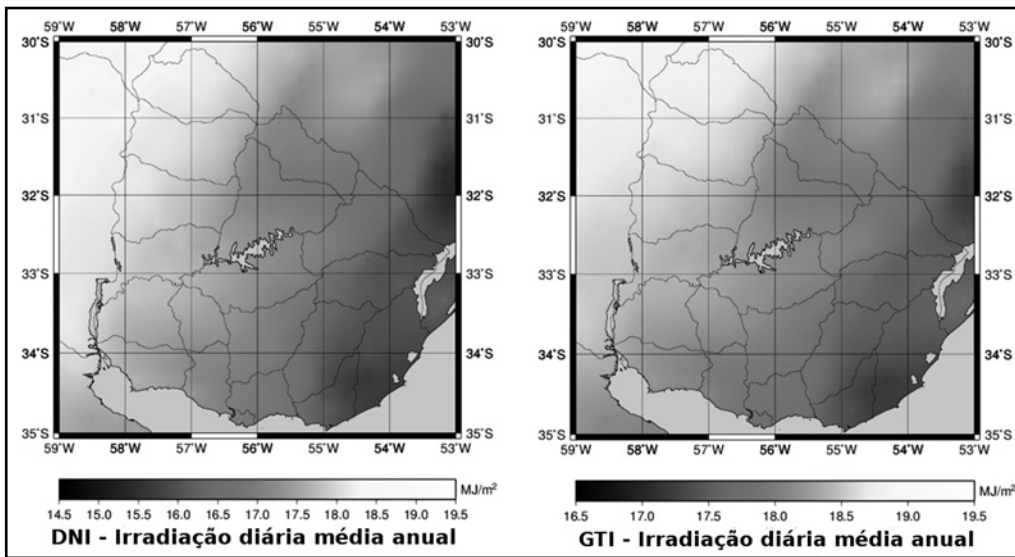 59˚W 58˚W 57˚W 56˚W 55˚W 54˚W 53˚W
30˚S 30˚S
31˚S 31˚S
32˚S 32˚S
33˚S 33˚S
34˚S 34˚S
35˚S 35˚S
59˚W 58˚W 57˚W 56˚W 55˚W 54˚W 53˚W
MJ/m²
14.5 15.0 15.5 16.0 16.5 17.0 17.5 18.0 18.5 19.0 19.5
DNI - Irradiação diária média anual
59˚W 58˚W 57˚W 56˚W 55˚W 54˚W 53˚W
30˚S 30˚S
31˚S 31˚S
32˚S 32˚S
33˚S 33˚S
34˚S 34˚S
35˚S 35˚S
59˚W 58˚W 57˚W 56˚W 55˚W 54˚W 53˚W
MJ/m²
16.5 17.0 17.5 18.0 18.5 19.0 19.5
GTI - Irradiação diária média anual